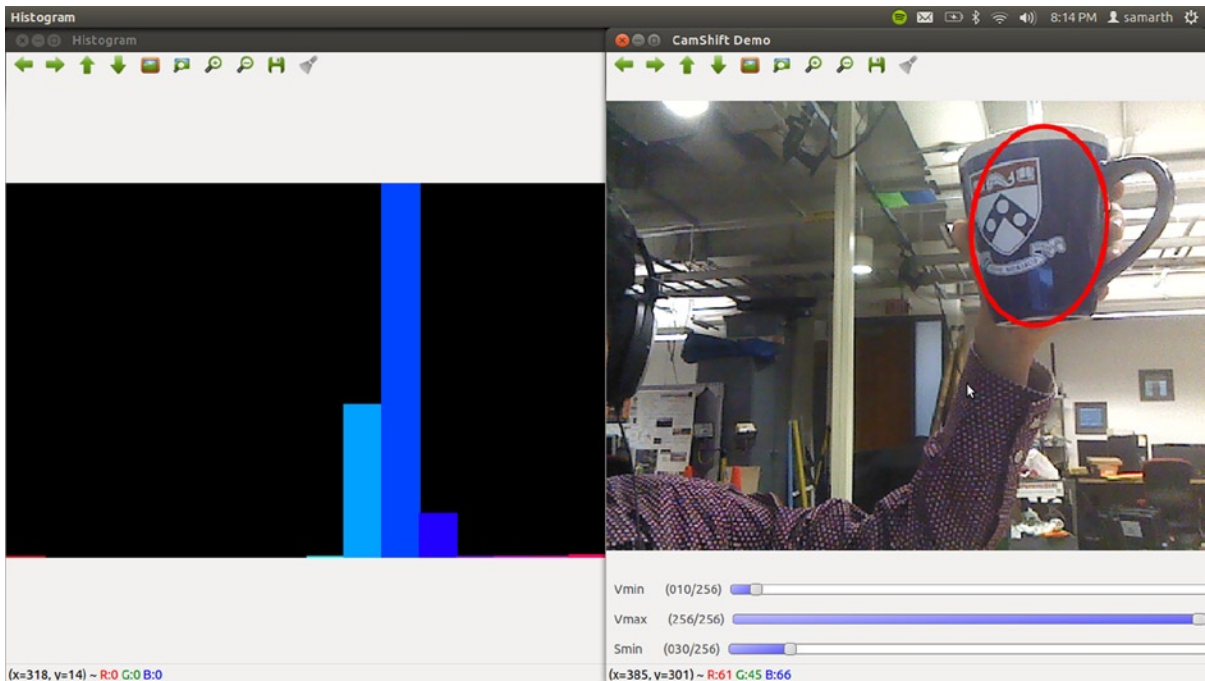 Histogram
8:14 PM samarth
Histogram
CamShift Demo
Vmin (010/256)
Vmax (256/256)
Smin (030/256)
(x=318, y=14) ~ R:0 G:0 B:0
(x=385, y=301) ~ R:61 G:45 B:66